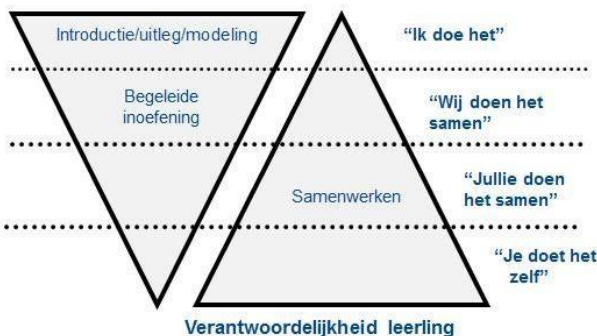 Introductie/uitleg/modeling
“Ik doe het”
Begeleide
inoefening
“Wij doen het
samen”
Samenwerken
“Jullie doen
het samen”
“Je doet het
zelf”
Verantwoordelijkheid leerling